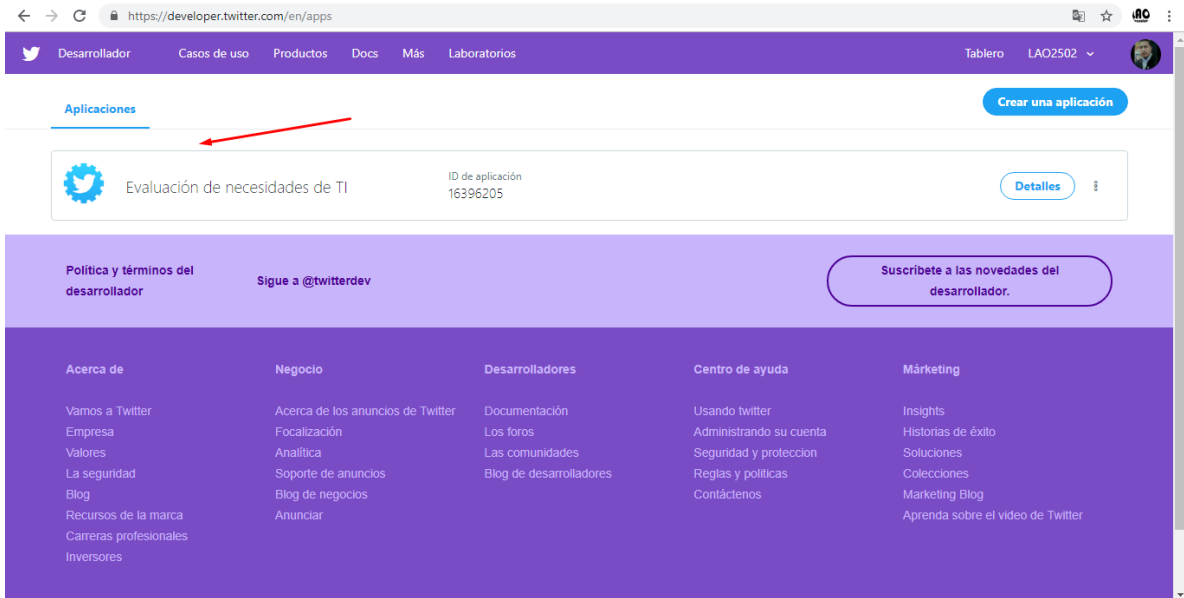 https://developer.twitter.com/en/apps
Desarrollador Casos de uso Productos Docs Más Laboratorios Tablero LAO2502
Aplicaciones
Crear una aplicación
Evaluación de necesidades de TI
ID de aplicación
16396205
Detalles
Política y términos del
desarrollador
Sigue a @twitterdev
Suscríbete a las novedades del
desarrollador.
Acerca de
Vamos a Twitter
Empresa
Valores
La seguridad
Blog
Recursos de la marca
Carreras profesionales
Inversores
Negocio
Acerca de los anuncios de Twitter
Focalización
Analítica
Soporte de anuncios
Blog de negocios
Anunciar
Desarrolladores
Documentación
Los foros
Las comunidades
Blog de desarrolladores
Centro de ayuda
Usando twitter
Administrando su cuenta
Seguridad y proteccion
Reglas y políticas
Contáctenos
Márketing
Insights
Historias de éxito
Soluciones
Colecciones
Marketing Blog
Aprenda sobre el video de Twitter